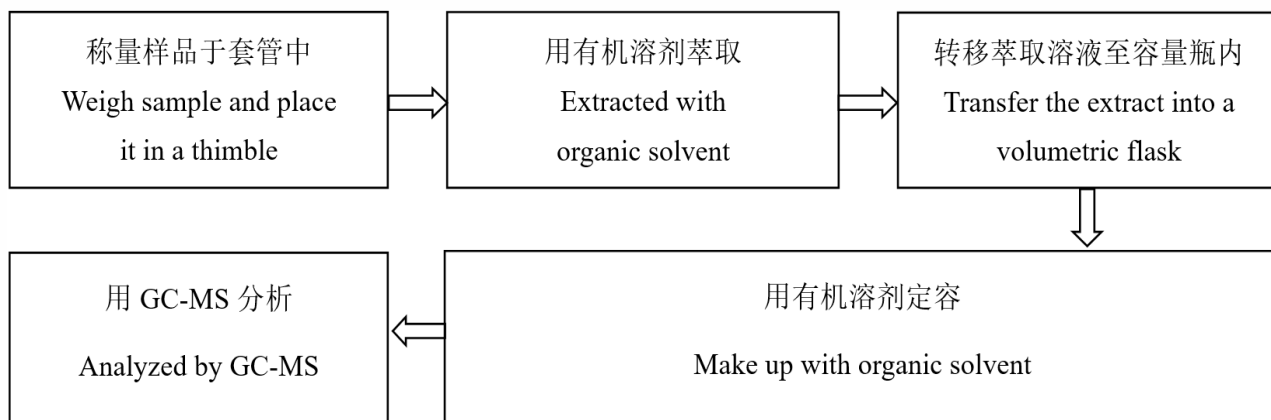 称量样品于套管中
Weigh sample and place
it in a thimble
用有机溶剂萃取
Extracted with
organic solvent
转移萃取溶液至容量瓶内
Transfer the extract into a
volumetric flask
用 GC-MS 分析
Analyzed by GC-MS
用有机溶剂定容
Make up with organic solvent